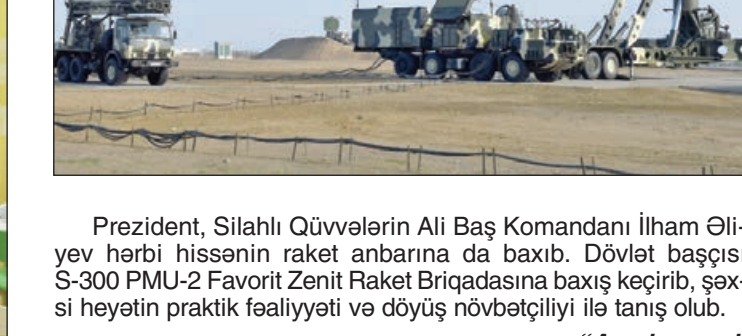 Prezident, Silahlı Qüvvələrin Ali Baş Komandanı İlham Əli-
yev hərbi hissənin raket anbarına da baxıb. Dövlət başçısı
S-300 PMU-2 Favorit Zenit Raket Briqadasına baxış keçirib, şəx-
si heyətin praktik fəaliyyəti və döyüş növbətçiliyi ilə tanış olub.